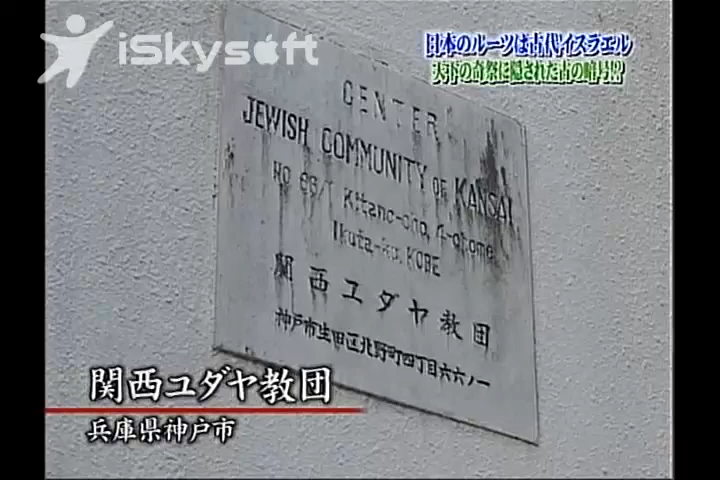 iSkysoft
日本のルーツは古代イスラエル
天下の奇祭に隠された古の暗号!?
CENTER
JEWISH COMMUNITY OF KANSAI
No 66/1 Kitano-cho, 4-chome
Ikuta-ku, KOBE
関西ユダヤ教団
神戸市生田区北野町四丁目六六ノ一
関西ユダヤ教団
兵庫県神戸市